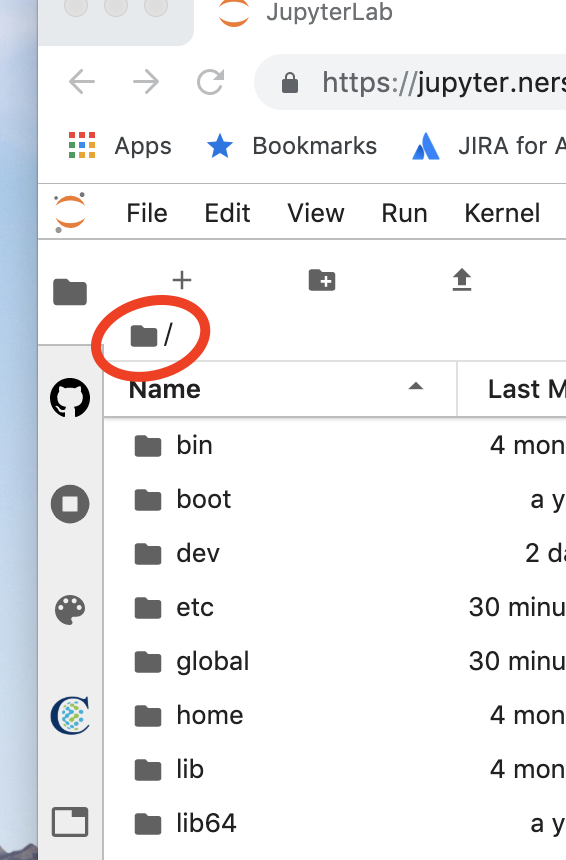 JupyterLab
https://jupyter.ners
Apps Bookmarks JIRA for A
File Edit View Run Kernel
/
Name Last M
bin 4 mon
boot a y
dev 2 da
etc 30 minu
global 30 minu
home 4 mon
lib 4 mon
lib64 a y